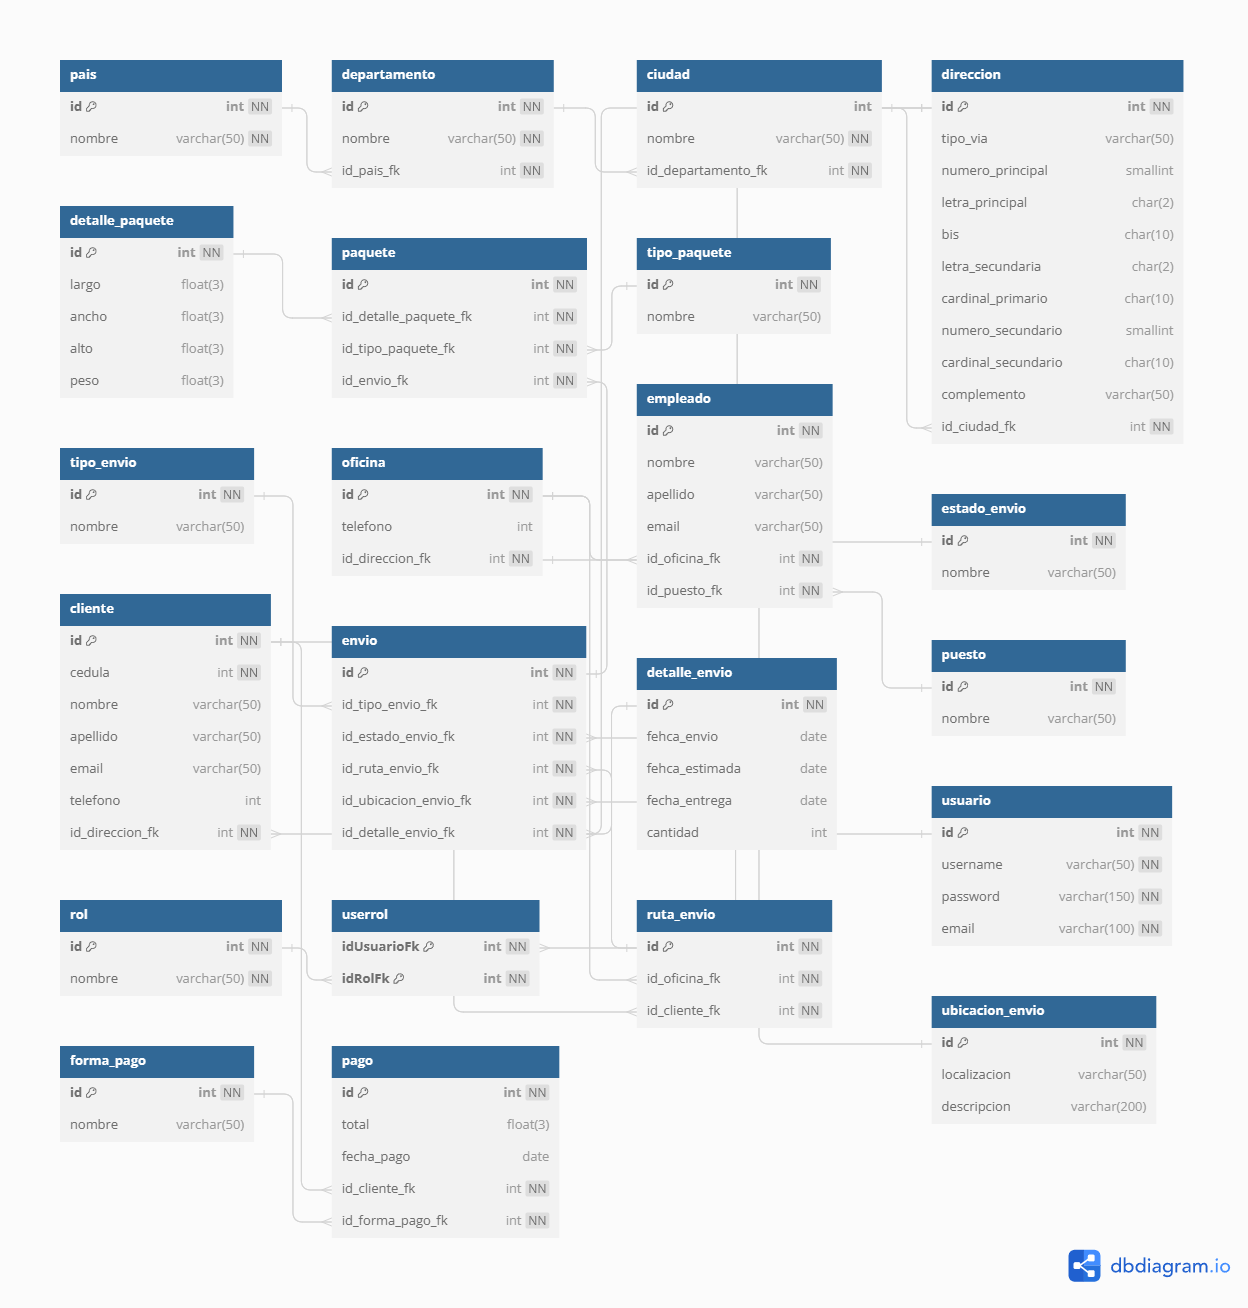 pais
id int NN
nombre varchar(50) NN
departamento
id int NN
nombre varchar(50) NN
id_pais_fk int NN
ciudad
id int
nombre varchar(50) NN
id_departamento_fk int NN
direccion
id int NN
tipo_via varchar(50)
numero_principal smallint
letra_principal char(2)
bis char(10)
letra_secundaria char(2)
cardinal_primario char(10)
numero_secundario smallint
cardinal_secundario char(10)
complemento varchar(50)
id_ciudad_fk int NN
detalle_paquete
id int NN
largo float(3)
ancho float(3)
alto float(3)
peso float(3)
paquete
id int NN
id_detalle_paquete_fk int NN
id_tipo_paquete_fk int NN
id_envio_fk int NN
tipo_paquete
id int NN
nombre varchar(50)
empleado
id int NN
nombre varchar(50)
apellido varchar(50)
email varchar(50)
id_oficina_fk int NN
id_puesto_fk int NN
tipo_envio
id int NN
nombre varchar(50)
oficina
id int NN
telefono int
id_direccion_fk int NN
estado_envio
id int NN
nombre varchar(50)
cliente
id int NN
cedula int NN
nombre varchar(50)
apellido varchar(50)
email varchar(50)
telefono int
id_direccion_fk int NN
envio
id int NN
id_tipo_envio_fk int NN
id_estado_envio_fk int NN
id_ruta_envio_fk int NN
id_ubicacion_envio_fk int NN
id_detalle_envio_fk int NN
detalle_envio
id int NN
fehca_envio date
fehca_estimada date
fecha_entrega date
cantidad int
puesto
id int NN
nombre varchar(50)
usuario
id int NN
username varchar(50) NN
password varchar(150) NN
email varchar(100) NN
rol
id int NN
nombre varchar(50) NN
userrol
idUsuarioFk int NN
idRolFk int NN
ruta_envio
id int NN
id_oficina_fk int NN
id_cliente_fk int NN
ubicacion_envio
id int NN
localizacion varchar(50)
descripcion varchar(200)
forma_pago
id int NN
nombre varchar(50)
pago
id int NN
total float(3)
fecha_pago date
id_cliente_fk int NN
id_forma_pago_fk int NN
dbdiagram.io